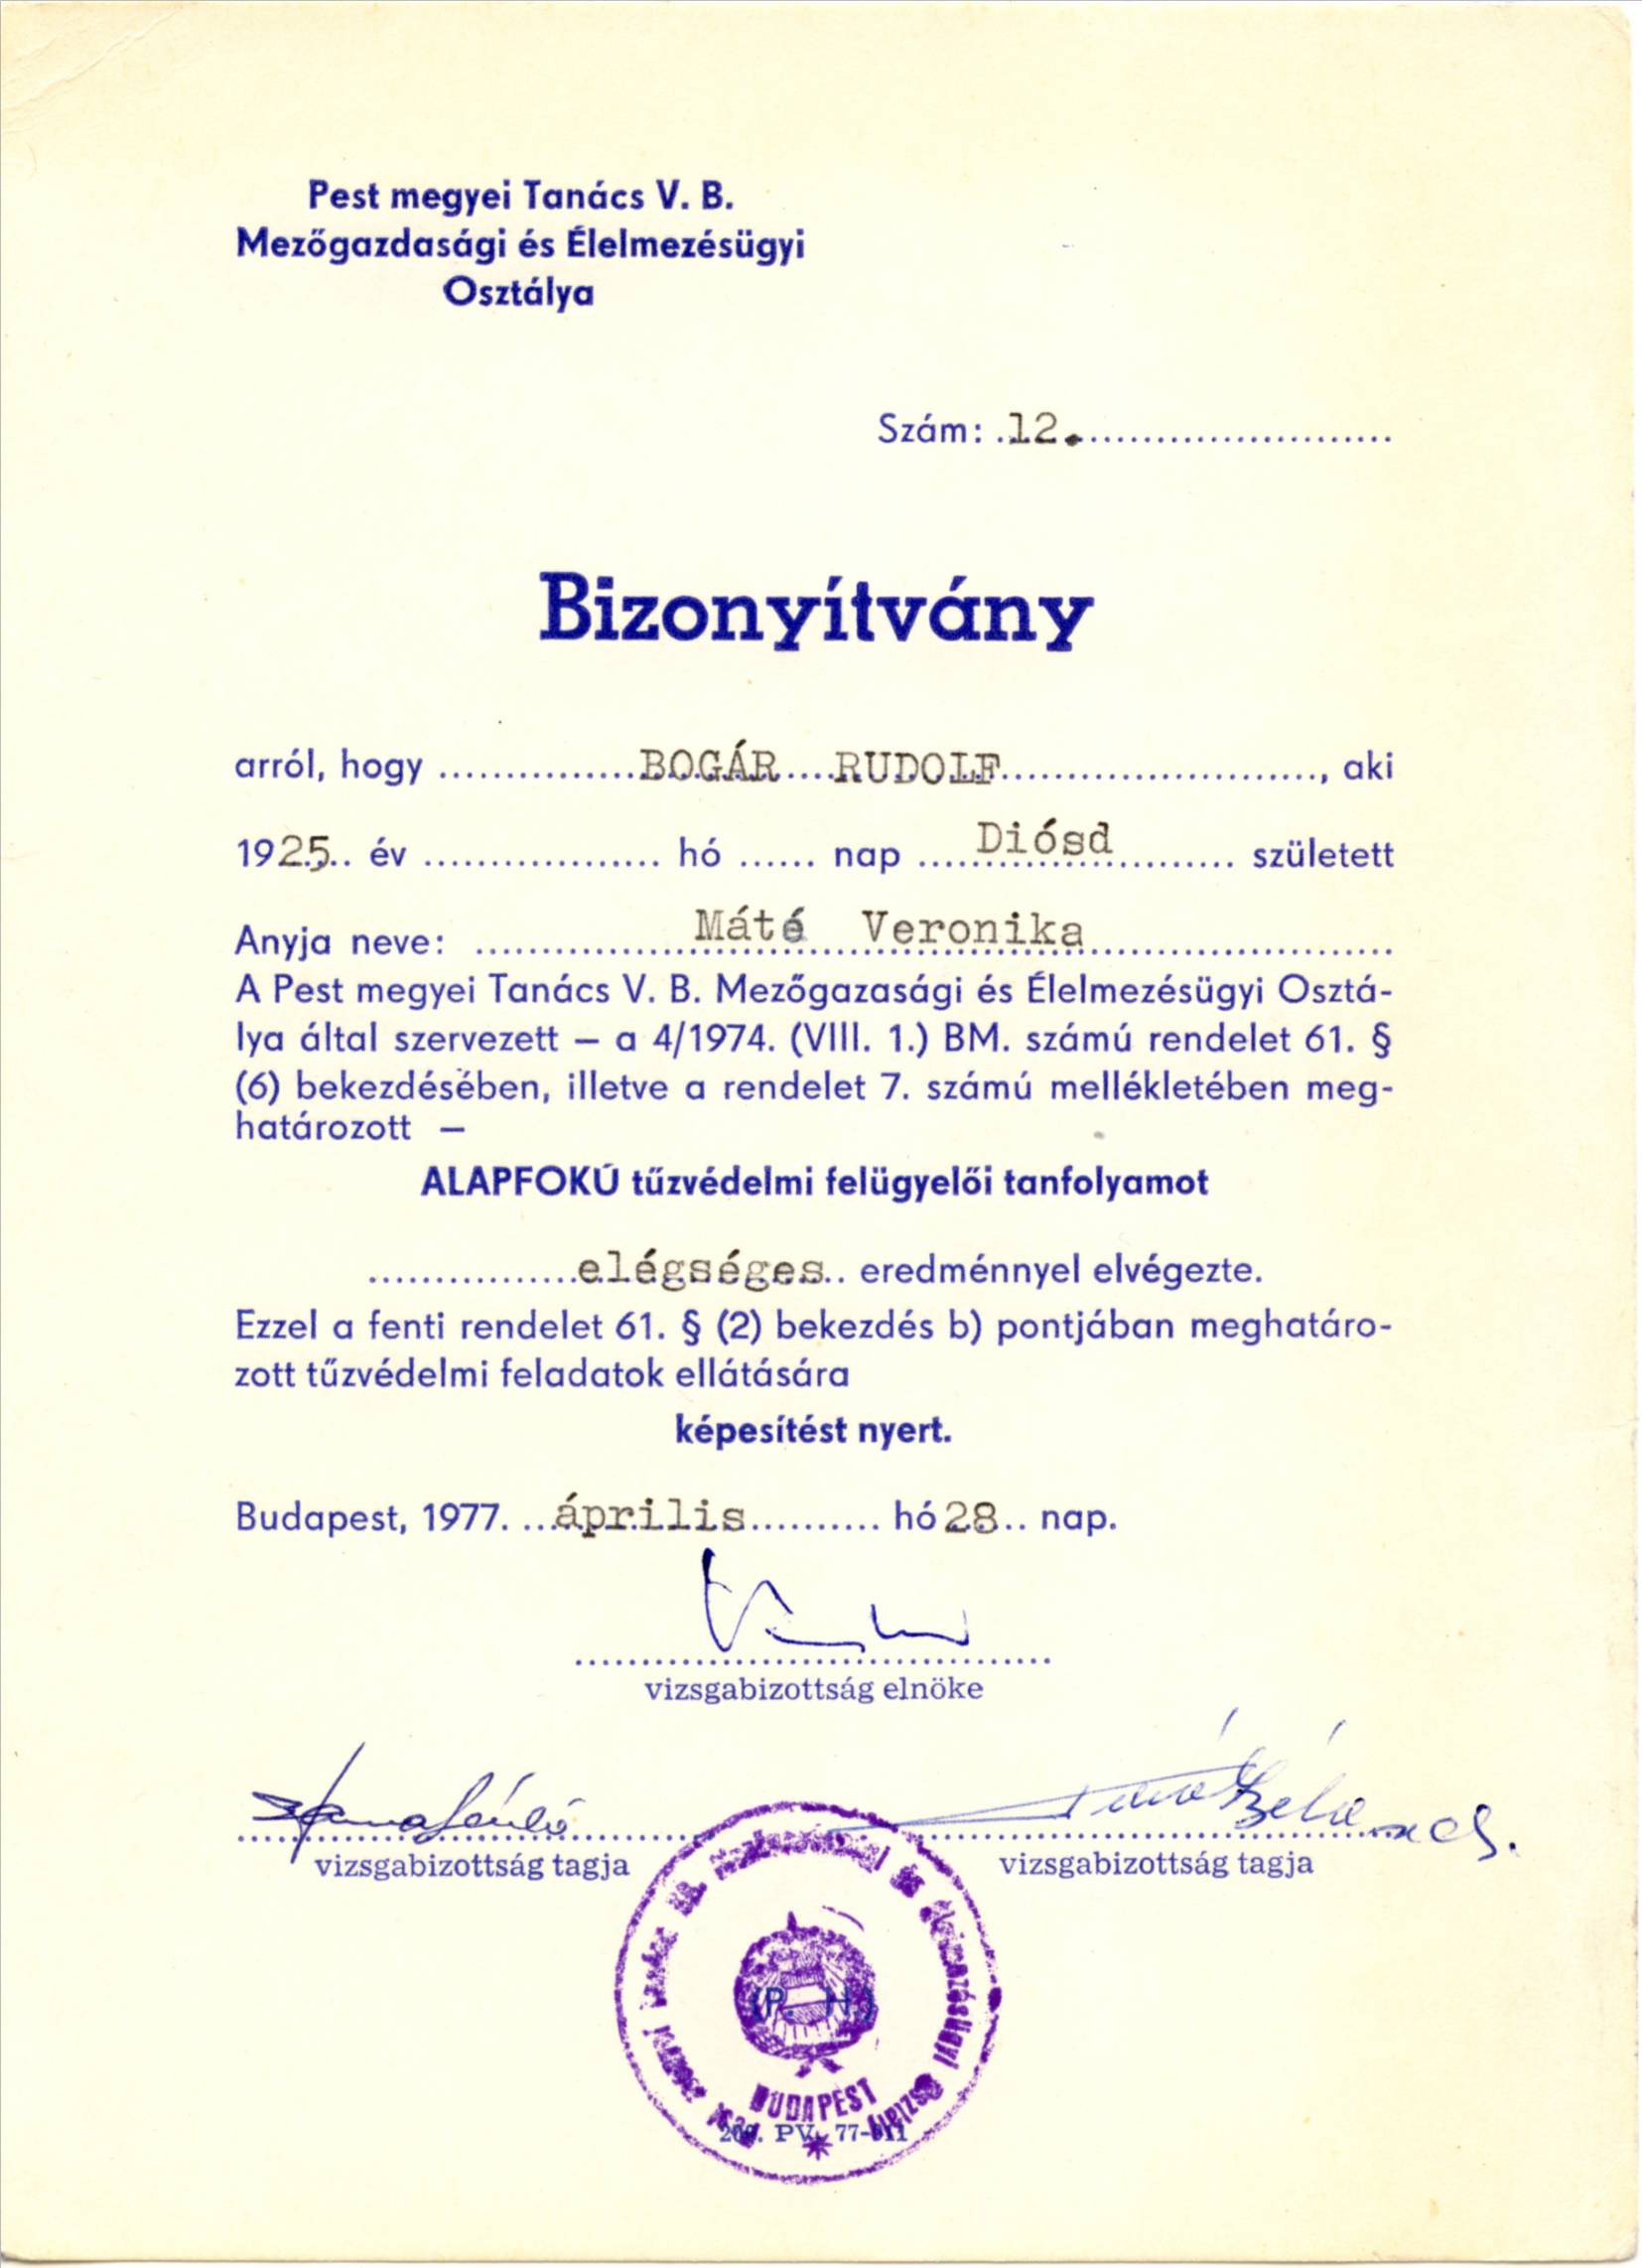 Pest megyei Tanács V. B.
Mezőgazdasági és Élelmezésügyi
Osztálya
Szám: 12.
Bizonyítvány
arról, hogy BOGÁR RUDOLF, aki
1925. év hó nap Diósd született
Anyja neve: Máté Veronika
A Pest megyei Tanács V. B. Mezőgazasági és Élelmezésügyi Osztá-
lya által szervezett – a 4/1974. (VIII. 1.) BM. számú rendelet 61. §
(6) bekezdésében, illetve a rendelet 7. számú mellékletében meg-
határozott –
ALAPFOKÚ tűzvédelmi felügyelői tanfolyamot
elégséges eredménnyel elvégezte.
Ezzel a fenti rendelet 61. § (2) bekezdés b) pontjában meghatáro-
zott tűzvédelmi feladatok ellátására
képesítést nyert.
Budapest, 1977. április hó 28 nap.
vizsgabizottság elnöke
vizsgabizottság tagja vizsgabizottság tagja
(P. H.)
BUDAPEST
PV. 77-